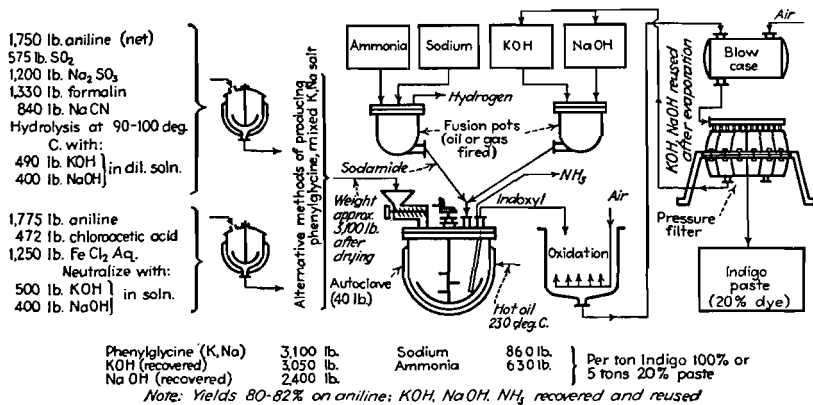 1,750 lb. aniline (net)
575 lb. SO2
1,200 lb. Na2 SO3
1,330 lb. formalin
840 lb. NaCN
Hydrolysis at 90-100 deg.
C. with:
490 lb. KOH
400 lb. NaOH
in dil. soln.
1,775 lb. aniline
472 lb. chloroacetic acid
1,250 lb. Fe Cl2 Aq.
Neutralize with:
500 lb. KOH
400 lb. NaOH
in soln.
Alternative methods of producing
phenylglycine, mixed K, Na salt
Ammonia
Sodium
KOH
NaOH
Hydrogen
Fusion pots
(oil or gas
fired)
Sodamide
Weight
approx.
3,100 lb.
after
drying
NH3
Indoxyl
Air
Autoclave
(40 lb.)
Hot oil
230 deg. C.
Oxidation
KOH, NaOH reused
after evaporation
Air
Blow
case
Pressure
filter
Indigo
paste
(20% dye)
Phenylglycine (K, Na) 3,100 lb. Sodium 860 lb.
KOH (recovered) 3,050 lb. Ammonia 630 lb.
NaOH (recovered) 2,400 lb.
Per ton Indigo 100% or
5 tons 20% paste
Note: Yields 80-82% on aniline; KOH, NaOH, NH3 recovered and reused